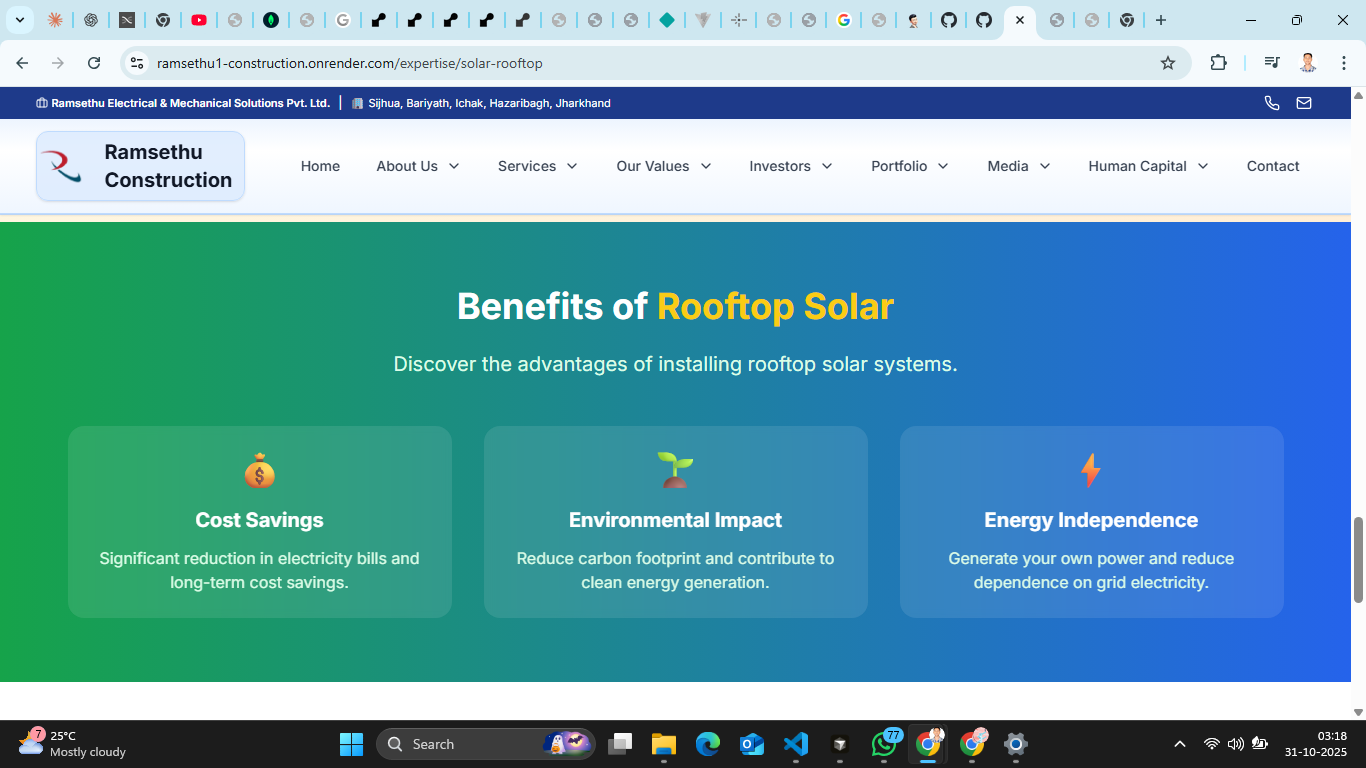 ramsethu1-construction.onrender.com/expertise/solar-rooftop
Ramsethu Electrical & Mechanical Solutions Pvt. Ltd. | Sijhua, Bariyath, Ichak, Hazaribagh, Jharkhand
Ramsethu
Construction
Home About Us Services Our Values Investors Portfolio Media Human Capital Contact
Benefits of Rooftop Solar
Discover the advantages of installing rooftop solar systems.
Cost Savings
Significant reduction in electricity bills and
long-term cost savings.
Environmental Impact
Reduce carbon footprint and contribute to
clean energy generation.
Energy Independence
Generate your own power and reduce
dependence on grid electricity.
7
25°C
Mostly cloudy
Search
77
03:18
31-10-2025